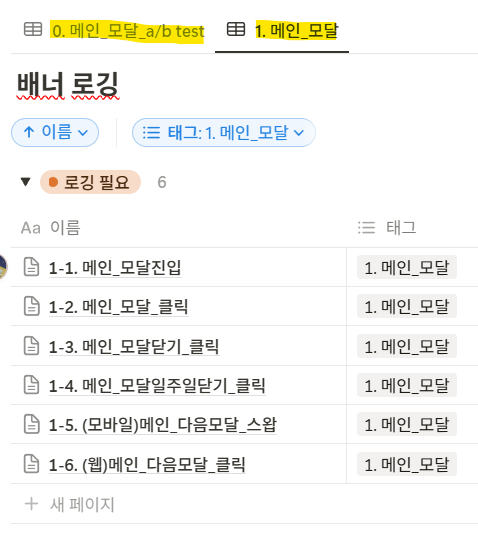 0. 메인_모달_a/b test 1. 메인_모달
배너 로깅
↑ 이름 태그: 1. 메인_모달
▼ 로깅 필요 6
Aa 이름 태그
1-1. 메인_모달진입 1. 메인_모달
1-2. 메인_모달_클릭 1. 메인_모달
1-3. 메인_모달닫기_클릭 1. 메인_모달
1-4. 메인_모달일주일닫기_클릭 1. 메인_모달
1-5. (모바일)메인_다음모달_스왑 1. 메인_모달
1-6. (웹)메인_다음모달_클릭 1. 메인_모달
+ 새 페이지